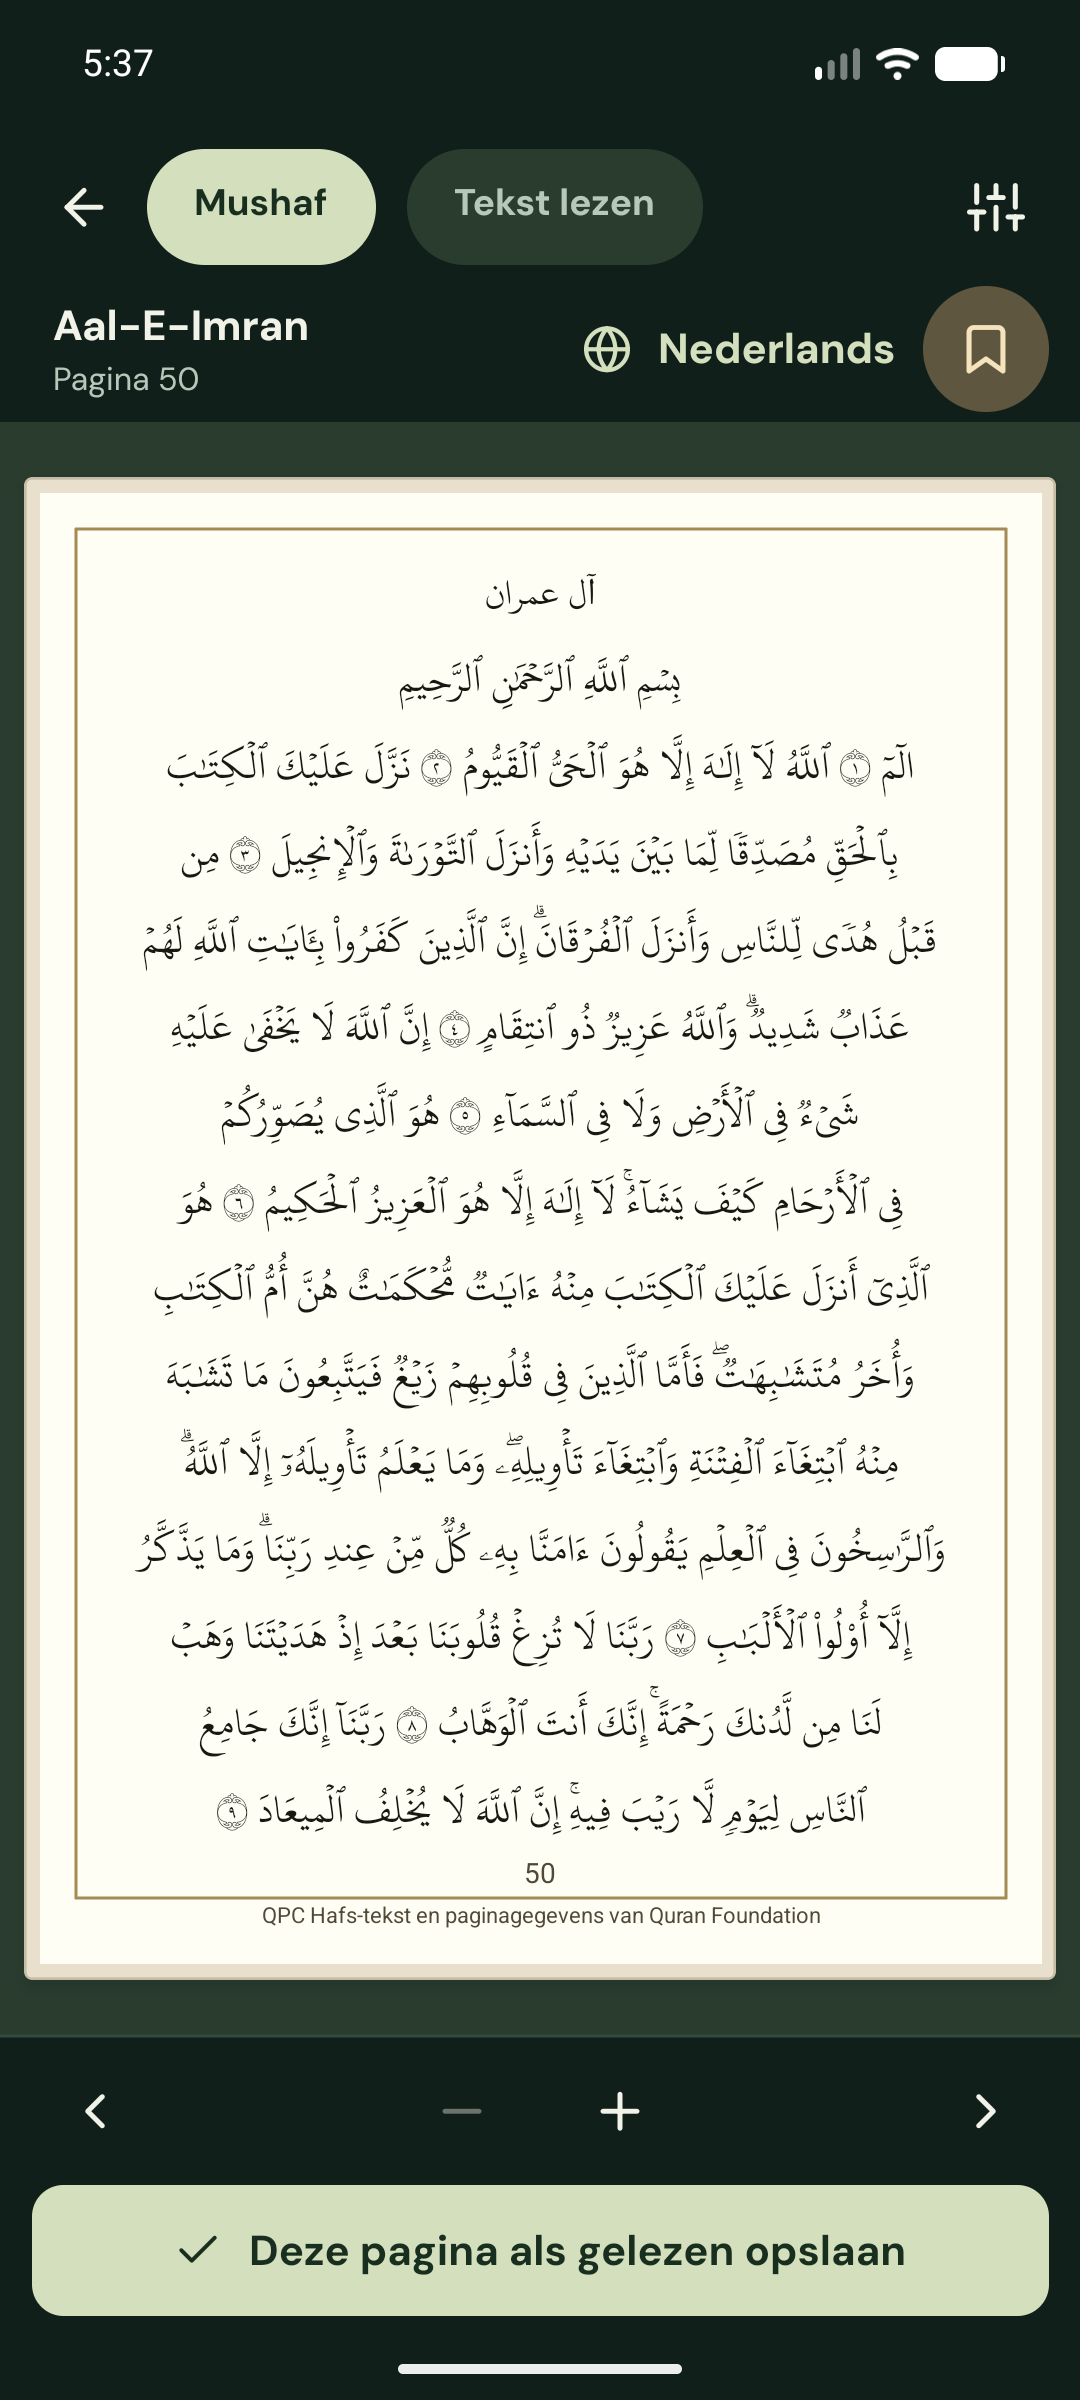 5:37
Mushaf
Tekst lezen
Aal-E-Imran
Pagina 50
Nederlands
آل عمران
بِسۡمِ ٱللَّهِ ٱلرَّحۡمَٰنِ ٱلرَّحِيمِ
الٓمٓ ١ ٱللَّهُ لَآ إِلَٰهَ إِلَّا هُوَ ٱلۡحَيُّ ٱلۡقَيُّومُ ٢ نَزَّلَ عَلَيۡكَ ٱلۡكِتَٰبَ
بِٱلۡحَقِّ مُصَدِّقٗا لِّمَا بَيۡنَ يَدَيۡهِ وَأَنزَلَ ٱلتَّوۡرَىٰةَ وَٱلۡإِنجِيلَ ٣ مِن
قَبۡلُ هُدٗى لِّلنَّاسِ وَأَنزَلَ ٱلۡفُرۡقَانَۗ إِنَّ ٱلَّذِينَ كَفَرُواْ بِـَٔايَٰتِ ٱللَّهِ لَهُمۡ
عَذَابٞ شَدِيدٞۗ وَٱللَّهُ عَزِيزٞ ذُو ٱنتِقَامٍ ٤ إِنَّ ٱللَّهَ لَا يَخۡفَىٰ عَلَيۡهِ
شَيۡءٞ فِي ٱلۡأَرۡضِ وَلَا فِي ٱلسَّمَآءِ ٥ هُوَ ٱلَّذِي يُصَوِّرُكُمۡ
فِي ٱلۡأَرۡحَامِ كَيۡفَ يَشَآءُۚ لَآ إِلَٰهَ إِلَّا هُوَ ٱلۡعَزِيزُ ٱلۡحَكِيمُ ٦ هُوَ
ٱلَّذِيٓ أَنزَلَ عَلَيۡكَ ٱلۡكِتَٰبَ مِنۡهُ ءَايَٰتٞ مُّحۡكَمَٰتٌ هُنَّ أُمُّ ٱلۡكِتَٰبِ
وَأُخَرُ مُتَشَٰبِهَٰتٞۖ فَأَمَّا ٱلَّذِينَ فِي قُلُوبِهِمۡ زَيۡغٞ فَيَتَّبِعُونَ مَا تَشَٰبَهَ
مِنۡهُ ٱبۡتِغَآءَ ٱلۡفِتۡنَةِ وَٱبۡتِغَآءَ تَأۡوِيلِهِۦۖ وَمَا يَعۡلَمُ تَأۡوِيلَهُۥٓ إِلَّا ٱللَّهُۗ
وَٱلرَّٰسِخُونَ فِي ٱلۡعِلۡمِ يَقُولُونَ ءَامَنَّا بِهِۦ كُلّٞ مِّنۡ عِندِ رَبِّنَاۗ وَمَا يَذَّكَّرُ
إِلَّآ أُوْلُواْ ٱلۡأَلۡبَٰبِ ٧ رَبَّنَا لَا تُزِغۡ قُلُوبَنَا بَعۡدَ إِذۡ هَدَيۡتَنَا وَهَبۡ
لَنَا مِن لَّدُنكَ رَحۡمَةًۚ إِنَّكَ أَنتَ ٱلۡوَهَّابُ ٨ رَبَّنَآ إِنَّكَ جَامِعُ
ٱلنَّاسِ لِيَوۡمٖ لَّا رَيۡبَ فِيهِۚ إِنَّ ٱللَّهَ لَا يُخۡلِفُ ٱلۡمِيعَادَ ٩
50
QPC Hafs-tekst en paginagegevens van Quran Foundation
Deze pagina als gelezen opslaan